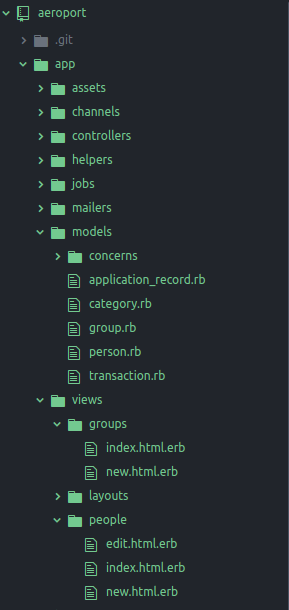 aeroport
.git
app
assets
channels
controllers
helpers
jobs
mailers
models
concerns
application_record.rb
category.rb
group.rb
person.rb
transaction.rb
views
groups
index.html.erb
new.html.erb
layouts
people
edit.html.erb
index.html.erb
new.html.erb